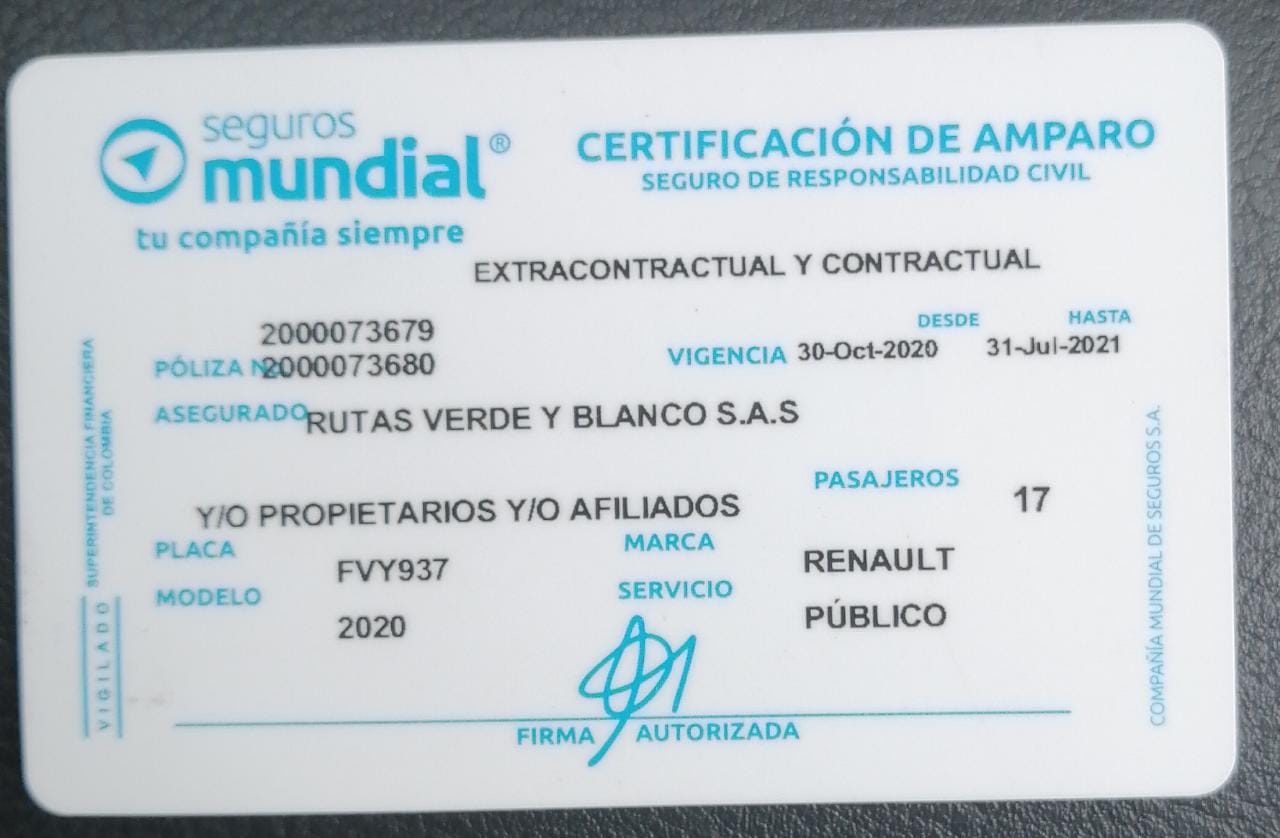 seguros
mundial®
tu compañía siempre
CERTIFICACIÓN DE AMPARO
SEGURO DE RESPONSABILIDAD CIVIL
EXTRACONTRACTUAL Y CONTRACTUAL
2000073679
PÓLIZA No. 2000073680
DESDE HASTA
VIGENCIA 30-Oct-2020 31-Jul-2021
ASEGURADO RUTAS VERDE Y BLANCO S.A.S
Y/O PROPIETARIOS Y/O AFILIADOS
PASAJEROS 17
PLACA FVY937
MARCA RENAULT
MODELO 2020
SERVICIO PÚBLICO
FIRMA AUTORIZADA
VIGILADO SUPERINTENDENCIA FINANCIERA
DE COLOMBIA
COMPAÑÍA MUNDIAL DE SEGUROS S.A.